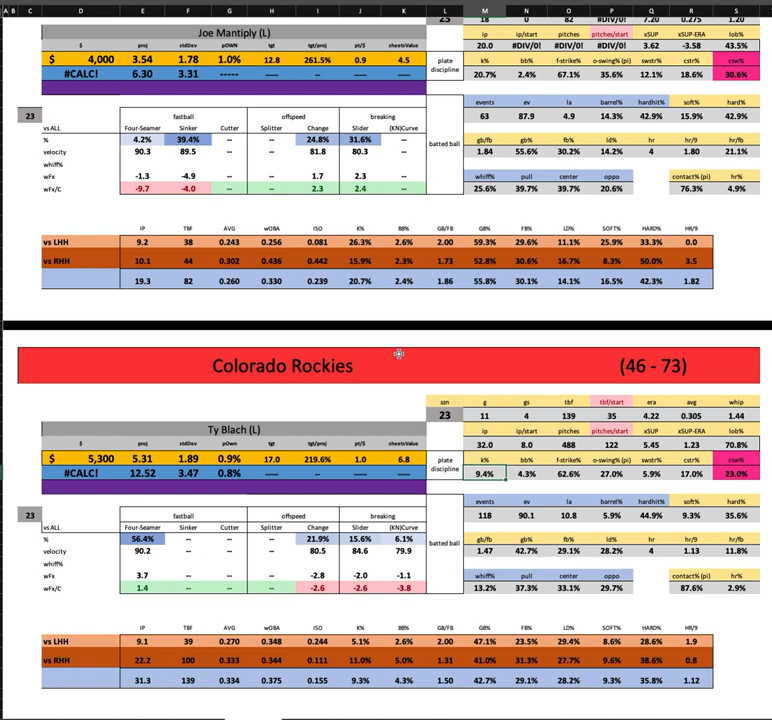 A B C D E F G H I J K L M N O P Q R S
23 18 0 82 #DIV/0! 7.20 0.275 1.20
Joe Mantiply (L)
ip ip/start pitches pitches/start xSUP xSUP-ERA lob%
$ proj stdDev pOWN tgt tgt/proj pt/$ sheetsValue
20.0 #DIV/0! #DIV/0! 3.62 -3.58 43.5%
$ 4,000 3.54 1.78 1.0% 12.8 261.5% 0.9 4.5
plate discipline
k% bb% f-strike% o-swing% (pi) swstr% cstr% csw%
#CALC! 6.30 3.31 ----- -- -- -- --
20.7% 2.4% 67.1% 35.6% 12.1% 18.6% 30.6%
events ev la barrel% hardhit% soft% hard%
23 fastball offspeed breaking
63 87.9 4.9 14.3% 42.9% 15.9% 42.9%
vs ALL Four-Seamer Sinker Cutter Splitter Change Slider (KN)Curve
% 4.2% 39.4% -- -- 24.8% 31.6% --
batted ball
gb/fb gb% fb% ld% hr hr/9 hr/fb
velocity 90.3 89.5 -- -- 81.8 80.3 --
1.84 55.6% 30.2% 14.2% 4 1.80 21.1%
whiff%
wFx -1.3 -4.9 -- -- 1.7 2.3 --
whiff% pull center oppo contact% (pi) hr%
wFx/C -9.7 -4.0 -- -- 2.3 2.4 --
25.6% 39.7% 39.7% 20.6% 76.3% 4.9%
IP TBF AVG wOBA ISO K% BB% GB/FB GB% FB% LD% SOFT% HARD% HR/9
vs LHH 9.2 38 0.243 0.256 0.081 26.3% 2.6% 2.00 59.3% 29.6% 11.1% 25.9% 33.3% 0.0
vs RHH 10.1 44 0.302 0.436 0.442 15.9% 2.3% 1.73 52.8% 30.6% 16.7% 8.3% 50.0% 3.5
19.3 82 0.260 0.330 0.239 20.7% 2.4% 1.86 55.8% 30.1% 14.1% 16.5% 42.3% 1.82
Colorado Rockies (46 - 73)
szn g gs tbf tbf/start era avg whip
23 11 4 139 35 4.22 0.305 1.44
Ty Blach (L)
ip ip/start pitches pitches/start xSUP xSUP-ERA lob%
$ proj stdDev pOwn tgt tgt/proj pt/$ sheetsValue
32.0 8.0 488 122 5.45 1.23 70.8%
$ 5,300 5.31 1.89 0.9% 17.0 219.6% 1.0 6.8
plate discipline
k% bb% f-strike% o-swing% (pi) swstr% cstr% csw%
#CALC! 12.52 3.47 0.8% -- -- -- --
9.4% 4.3% 62.6% 27.0% 5.9% 17.0% 23.0%
events ev la barrel% hardhit% soft% hard%
23 fastball offspeed breaking
118 90.1 10.8 5.9% 44.9% 9.3% 35.6%
vs ALL Four-Seamer Sinker Cutter Splitter Change Slider (KN)Curve
% 56.4% -- -- -- 21.9% 15.6% 6.1%
batted ball
gb/fb gb% fb% ld% hr hr/9 hr/fb
velocity 90.2 -- -- -- 80.5 84.6 79.9
1.47 42.7% 29.1% 28.2% 4 1.13 11.8%
whiff%
wFx 3.7 -- -- -- -2.8 -2.0 -1.1
whiff% pull center oppo contact% (pi) hr%
wFx/C 1.4 -- -- -- -2.6 -2.6 -3.8
13.2% 37.3% 33.1% 29.7% 87.6% 2.9%
IP TBF AVG wOBA ISO K% BB% GB/FB GB% FB% LD% SOFT% HARD% HR/9
vs LHH 9.1 39 0.270 0.348 0.244 5.1% 2.6% 2.00 47.1% 23.5% 29.4% 8.6% 28.6% 1.9
vs RHH 22.2 100 0.333 0.344 0.111 11.0% 5.0% 1.31 41.0% 31.3% 27.7% 9.6% 38.6% 0.8
31.3 139 0.334 0.375 0.155 9.3% 4.3% 1.50 42.7% 29.1% 28.2% 9.3% 35.8% 1.12